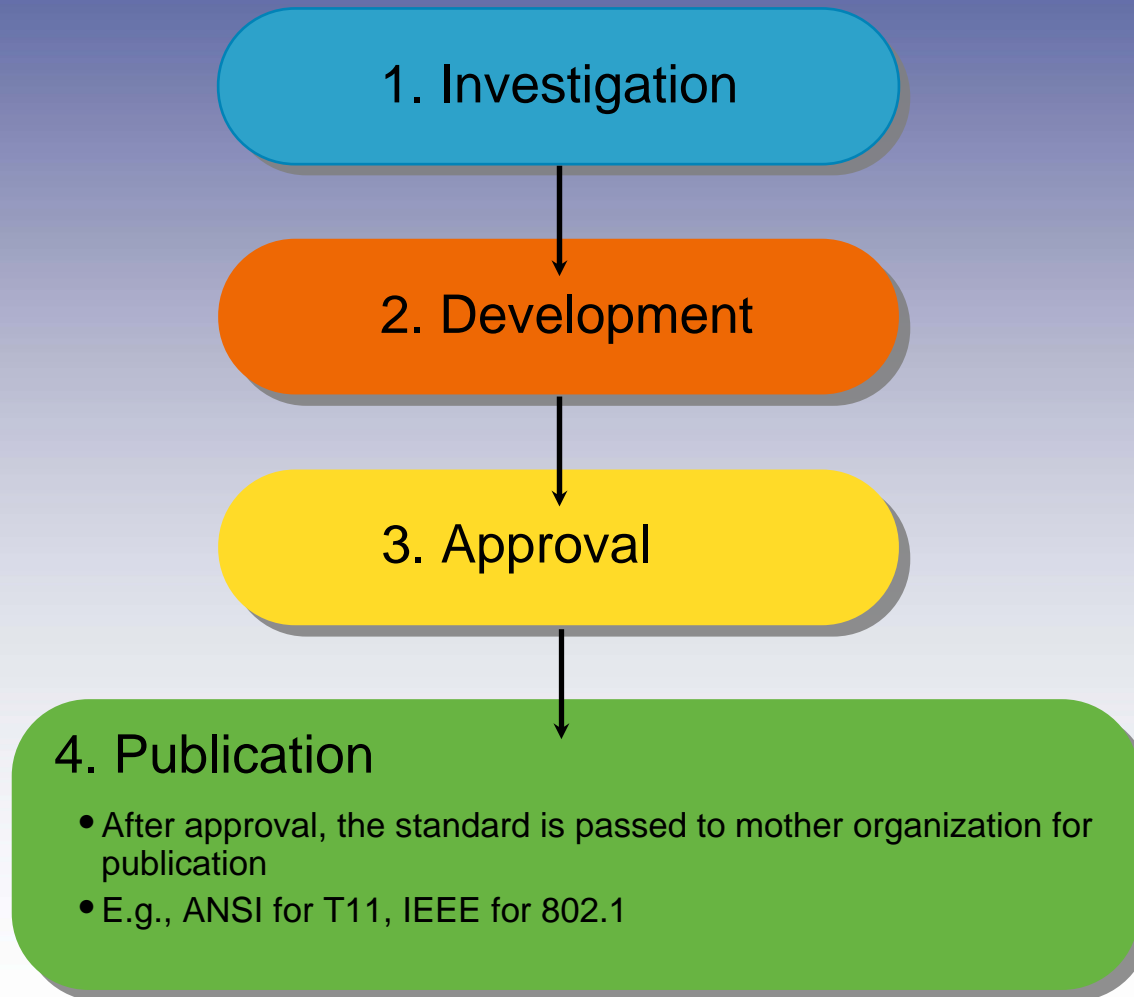 1. Investigation
2. Development
3. Approval
4. Publication
• After approval, the standard is passed to mother organization for
publication
• E.g., ANSI for T11, IEEE for 802.1